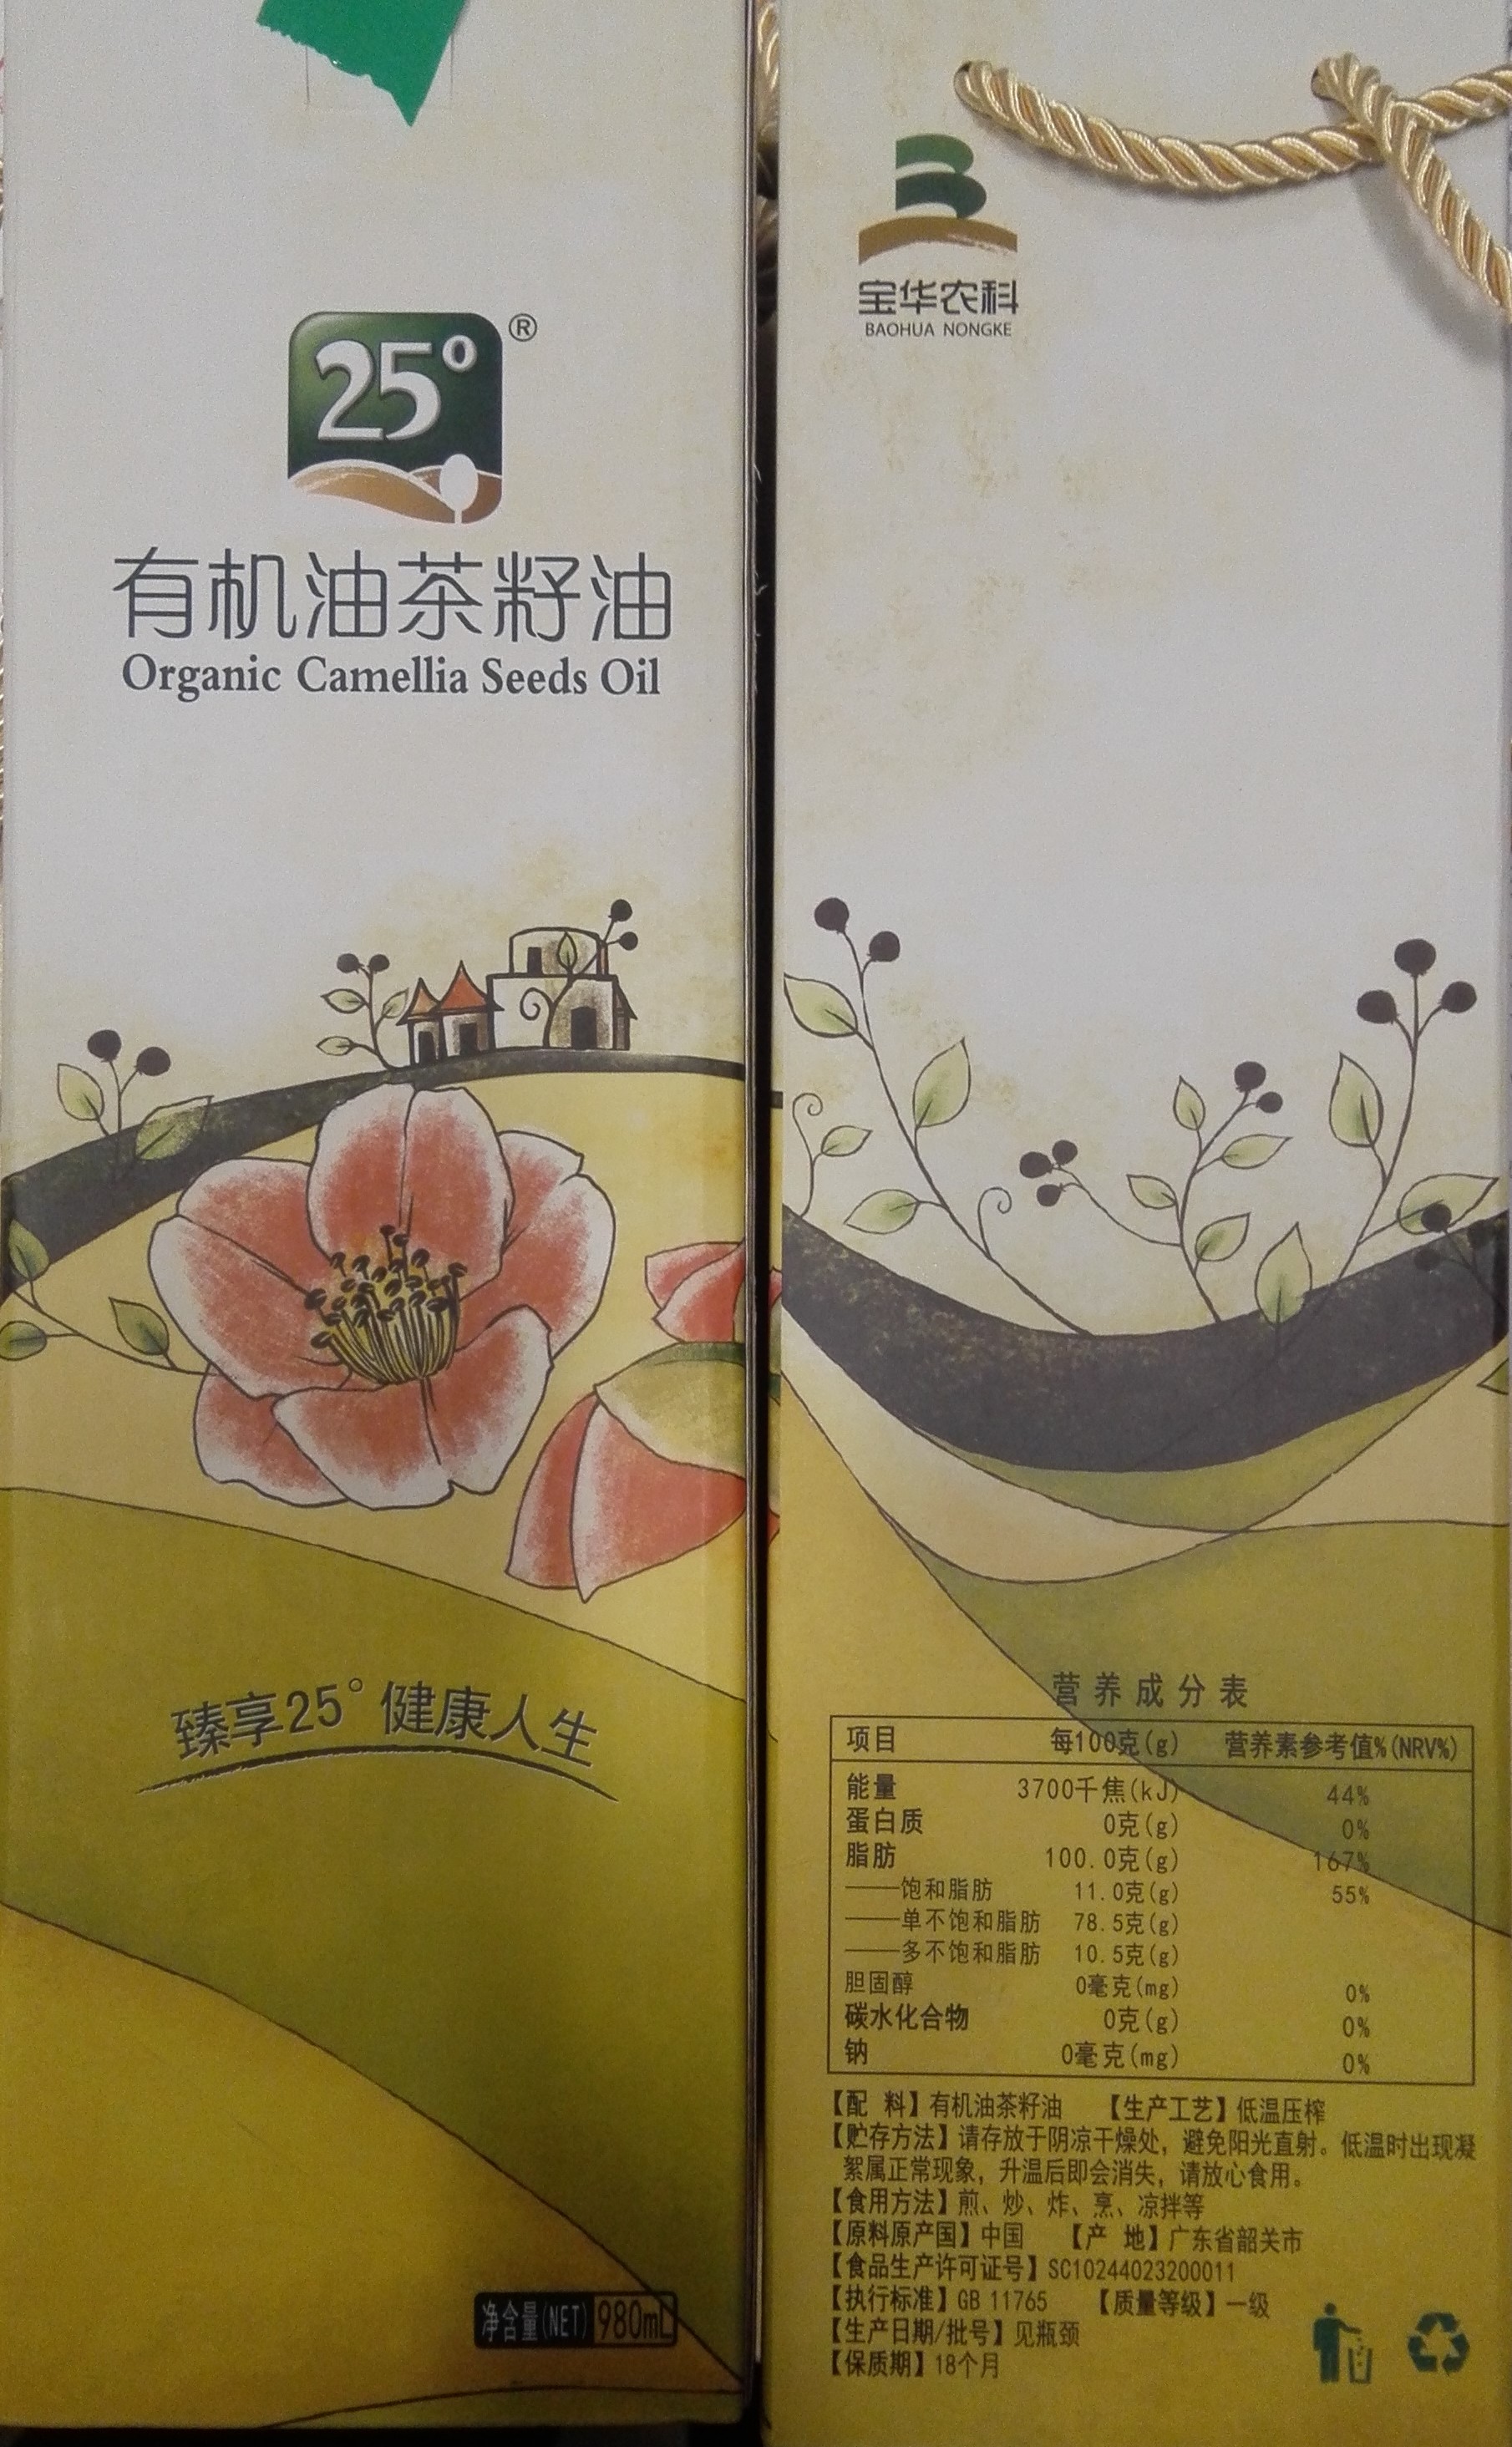 25°®
有机油茶籽油
Organic Camellia Seeds Oil
臻享25°健康人生
净含量(NET) 980mL
宝华农科
BAOHUA NONGKE
营养成分表
项目 每100克(g) 营养素参考值%(NRV%)
能量 3700千焦(kJ) 44%
蛋白质 0克(g) 0%
脂肪 100.0克(g) 167%
——饱和脂肪 11.0克(g) 55%
——单不饱和脂肪 78.5克(g)
——多不饱和脂肪 10.5克(g)
胆固醇 0毫克(mg) 0%
碳水化合物 0克(g) 0%
钠 0毫克(mg) 0%
【配 料】有机油茶籽油 【生产工艺】低温压榨
【贮存方法】请存放于阴凉干燥处，避免阳光直射。低温时出现凝
絮属正常现象，升温后即会消失，请放心食用。
【食用方法】煎、炒、炸、烹、凉拌等
【原料原产国】中国 【产 地】广东省韶关市
【食品生产许可证号】SC10244023200011
【执行标准】GB 11765 【质量等级】一级
【生产日期/批号】见瓶颈
【保质期】18个月